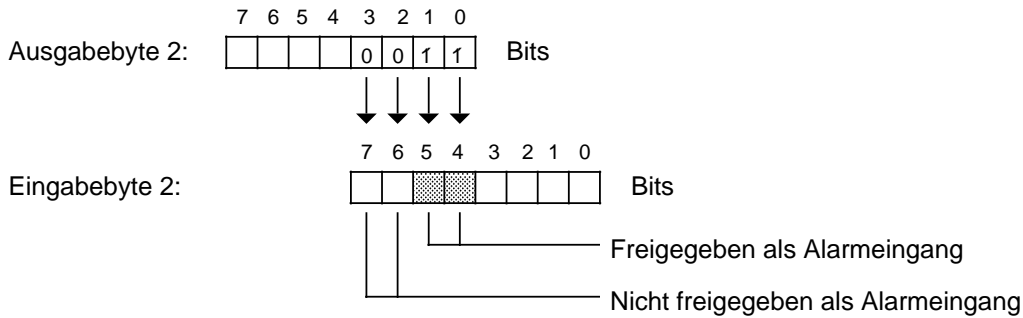 7 6 5 4 3 2 1 0
Ausgabebyte 2: 0 0 1 1 Bits
7 6 5 4 3 2 1 0
Eingabebyte 2: Bits
Freigegeben als Alarmeingang
Nicht freigegeben als Alarmeingang